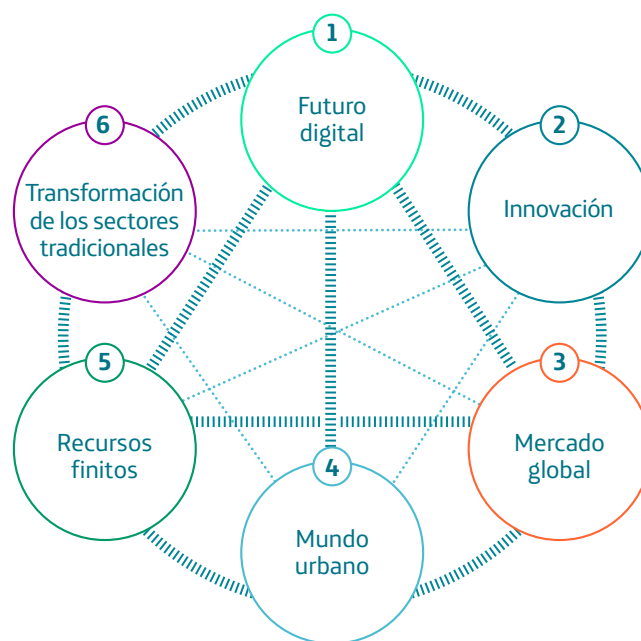 1
Futuro
digital
2
Innovación
3
Mercado
global
4
Mundo
urbano
5
Recursos
finitos
6
Transformación
de los sectores
tradicionales